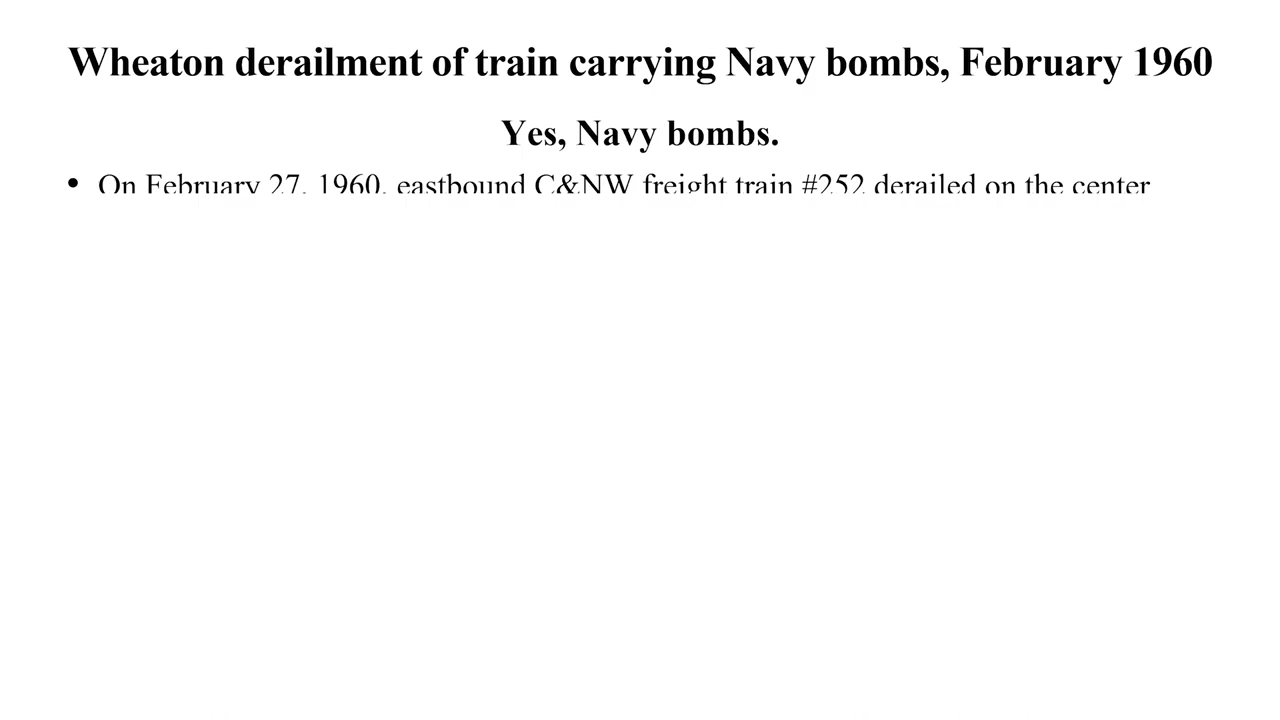 Wheaton derailment of train carrying Navy bombs, February 1960
Yes, Navy bombs.
• On February 27, 1960, eastbound C&NW freight train #252 derailed on the center